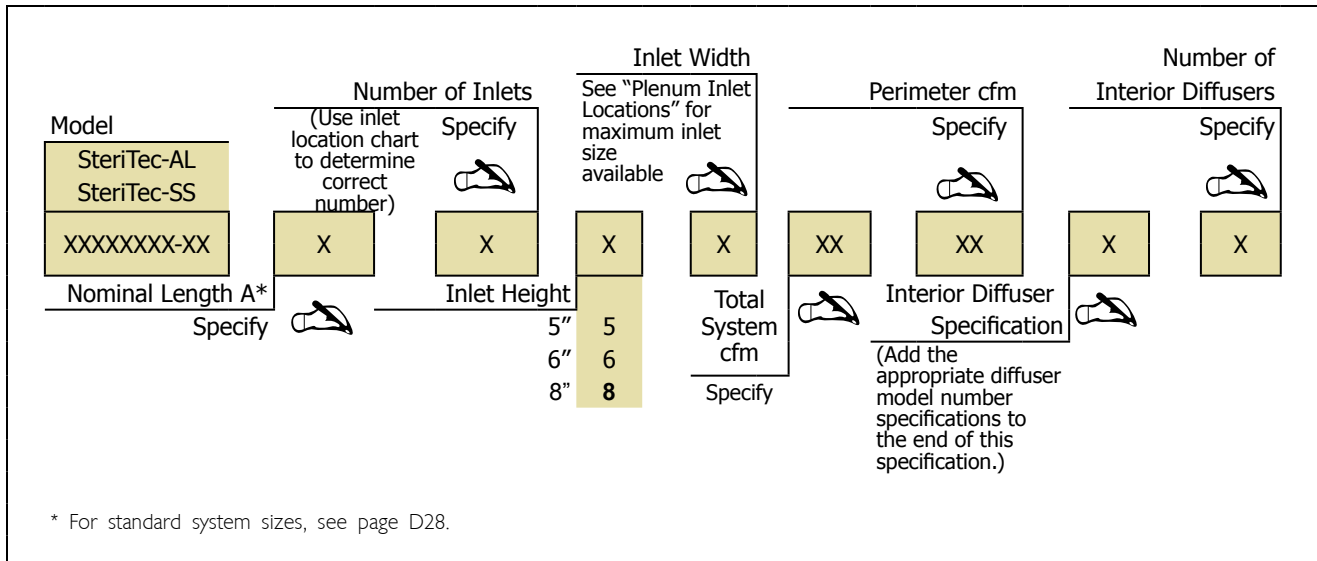 Inlet Width
Number of
Number of Inlets
See “Plenum Inlet
Locations” for
maximum inlet
size
available
Perimeter cfm
Interior Diffusers
Model
(Use inlet
location chart
to determine
correct
number)
Specify
Specify
Specify
SteriTec-AL
SteriTec-SS
XXXXXXXX-XX X X X X XX XX X X
Nominal Length A*
Specify
Inlet Height
5″ 5
6″ 6
8” 8
Total
System
cfm
Specify
Interior Diffuser
Specification
(Add the
appropriate diffuser
model number
specifications to
the end of this
specification.)
* For standard system sizes, see page D28.